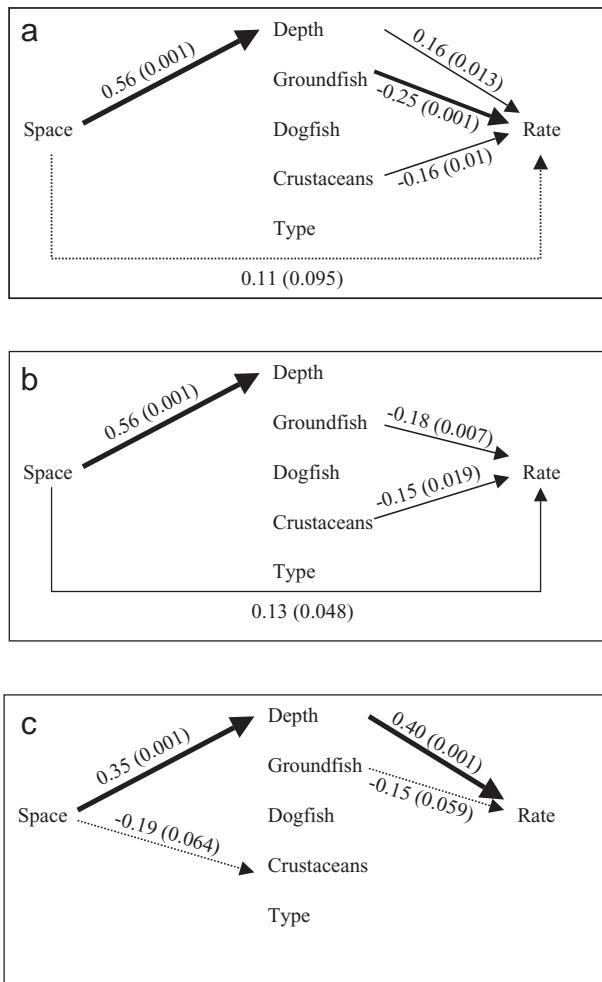 a
Depth
0.56 (0.001)
0.16 (0.013)
Groundfish
-0.25 (0.001)
Space
Dogfish
Rate
Crustaceans
-0.16 (0.01)
Type
0.11 (0.095)
b
Depth
0.56 (0.001)
Groundfish
-0.18 (0.007)
Space
Dogfish
Rate
-0.15 (0.019)
Crustaceans
Type
0.13 (0.048)
c
Depth
0.35 (0.001)
0.40 (0.001)
Groundfish
-0.15 (0.059)
Space
Dogfish
Rate
-0.19 (0.064)
Crustaceans
Type